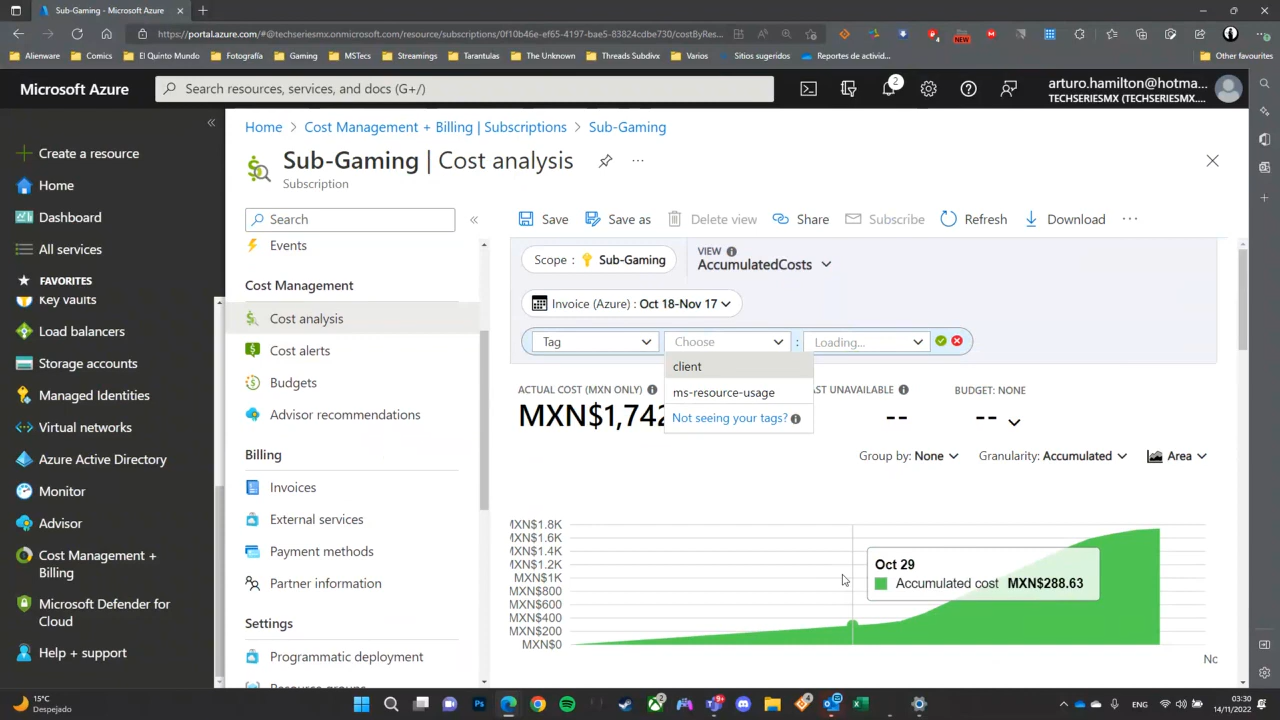 Sub-Gaming - Microsoft Azure
https://portal.azure.com/#@techseriesmx.onmicrosoft.com/resource/subscriptions/0f10b46e-ef65-4197-bae5-83824cdbe730/costByRes...
Alienware
Comics
El Quinto Mundo
Fotografía
Gaming
MSTecs
Streamings
Tarantulas
The Unknown
Threads Subdivx
Varios
Sitios sugeridos
Reportes de activid...
Other favourites
Microsoft Azure
Search resources, services, and docs (G+/)
2
arturo.hamilton@hotma...
TECHSERIESMX (TECHSERIESMX....
Create a resource
Home
Dashboard
All services
FAVORITES
Key vaults
Load balancers
Storage accounts
Managed Identities
Virtual networks
Azure Active Directory
Monitor
Advisor
Cost Management +
Billing
Microsoft Defender for
Cloud
Help + support
Home > Cost Management + Billing | Subscriptions > Sub-Gaming
Sub-Gaming | Cost analysis
Subscription
Search
Events
Cost Management
Cost analysis
Cost alerts
Budgets
Advisor recommendations
Billing
Invoices
External services
Payment methods
Partner information
Settings
Programmatic deployment
Resource groups
Save
Save as
Delete view
Share
Subscribe
Refresh
Download
Scope : Sub-Gaming
VIEW
AccumulatedCosts
Invoice (Azure) : Oct 18-Nov 17
Tag
Choose
:
Loading...
client
ms-resource-usage
Not seeing your tags?
ACTUAL COST (MXN ONLY)
MXN$1,742
AST UNAVAILABLE
--
BUDGET: NONE
--
Group by: None
Granularity: Accumulated
Area
MXN$1.8K
MXN$1.6K
MXN$1.4K
MXN$1.2K
MXN$1K
MXN$800
MXN$600
MXN$400
MXN$200
MXN$0
Oct 29
Accumulated cost MXN$288.63
Nc
15°C
Despejado
ENG
03:30
14/11/2022